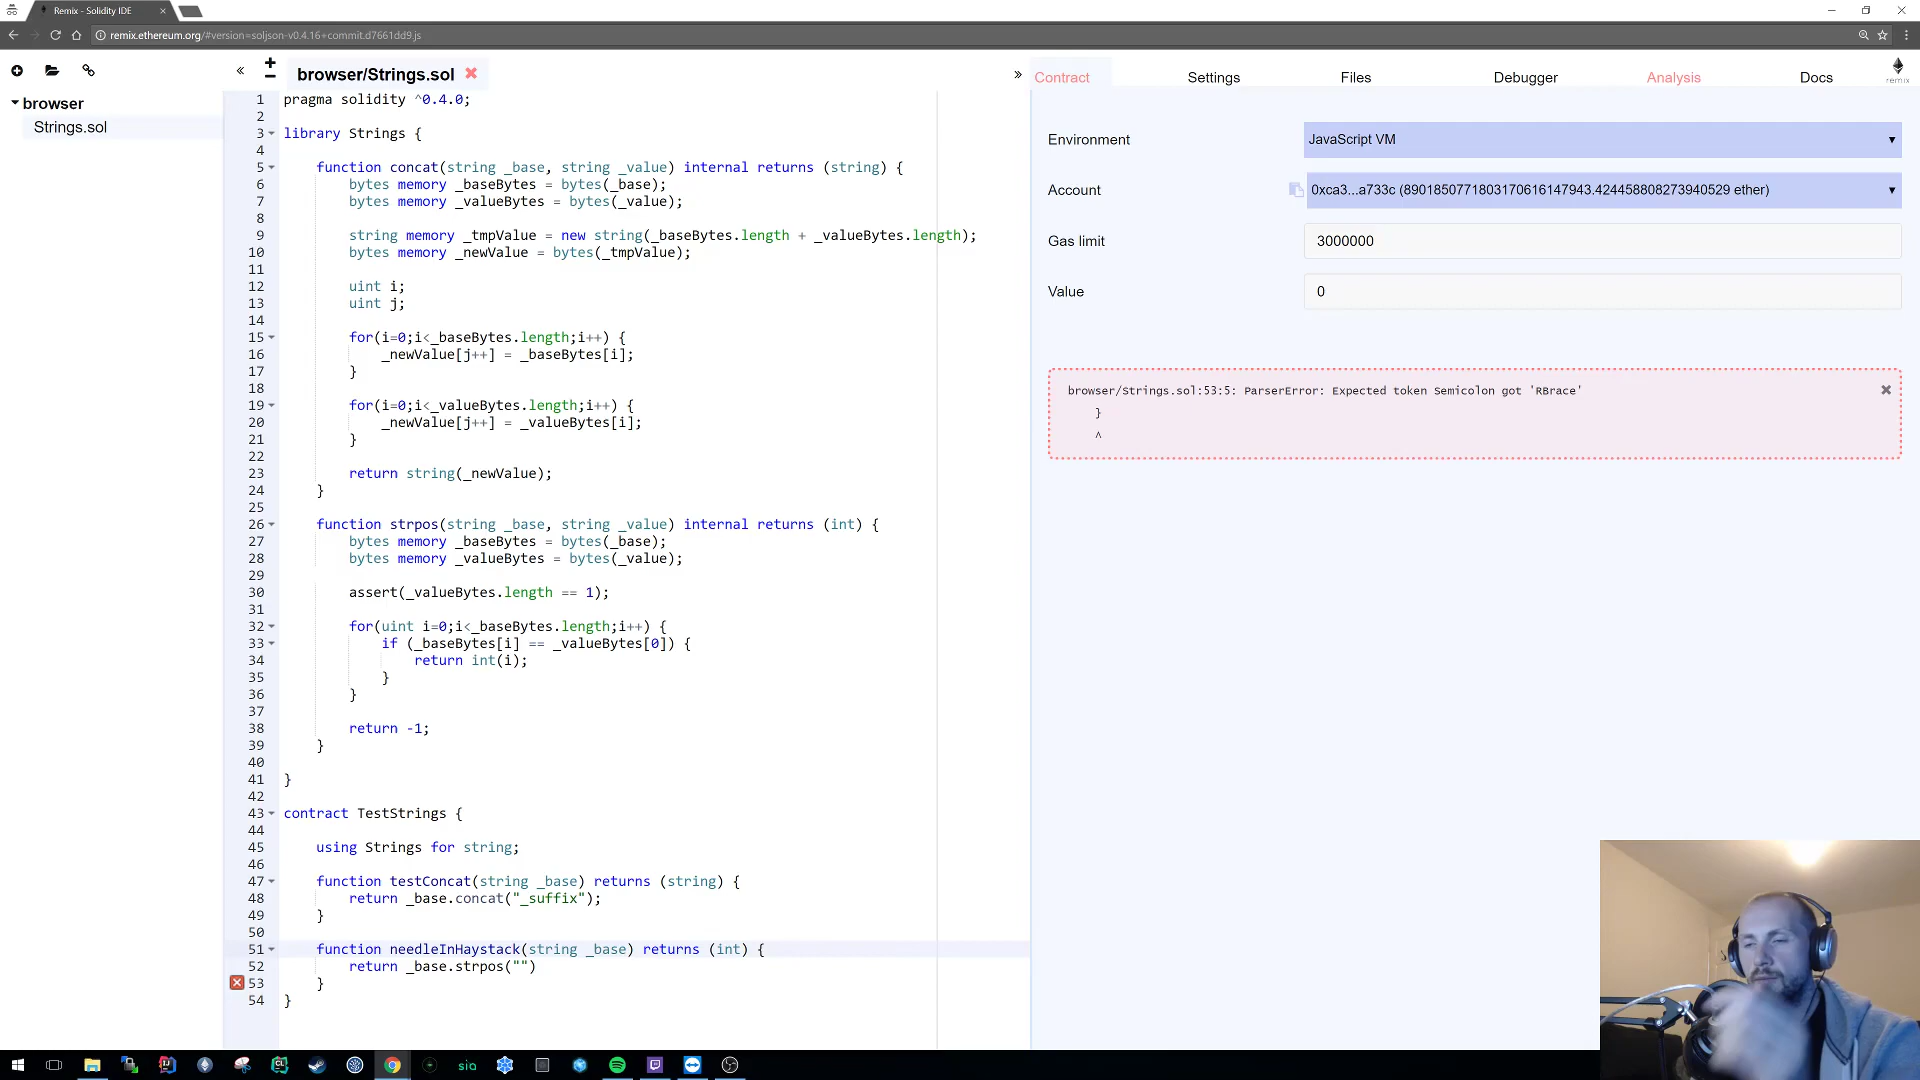 Remix - Solidity IDE
remix.ethereum.org/#version=soljson-v0.4.16+commit.d7661dd9.js
browser/Strings.sol
browser
Strings.sol
1 pragma solidity ^0.4.0;
2
3 library Strings {
4
5 function concat(string _base, string _value) internal returns (string) {
6 bytes memory _baseBytes = bytes(_base);
7 bytes memory _valueBytes = bytes(_value);
8
9 string memory _tmpValue = new string(_baseBytes.length + _valueBytes.length);
10 bytes memory _newValue = bytes(_tmpValue);
11
12 uint i;
13 uint j;
14
15 for(i=0;i<_baseBytes.length;i++) {
16 _newValue[j++] = _baseBytes[i];
17 }
18
19 for(i=0;i<_valueBytes.length;i++) {
20 _newValue[j++] = _valueBytes[i];
21 }
22
23 return string(_newValue);
24 }
25
26 function strpos(string _base, string _value) internal returns (int) {
27 bytes memory _baseBytes = bytes(_base);
28 bytes memory _valueBytes = bytes(_value);
29
30 assert(_valueBytes.length == 1);
31
32 for(uint i=0;i<_baseBytes.length;i++) {
33 if (_baseBytes[i] == _valueBytes[0]) {
34 return int(i);
35 }
36 }
37
38 return -1;
39 }
40
41 }
42
43 contract TestStrings {
44
45 using Strings for string;
46
47 function testConcat(string _base) returns (string) {
48 return _base.concat("_suffix");
49 }
50
51 function needleInHaystack(string _base) returns (int) {
52 return _base.strpos("")
53 }
54 }
Contract Settings Files Debugger Analysis Docs
remix
Environment JavaScript VM
Account 0xca3...a733c (8901850771803170616147943.424458808273940529 ether)
Gas limit 3000000
Value 0
browser/Strings.sol:53:5: ParserError: Expected token Semicolon got 'RBrace'
}
^
sia